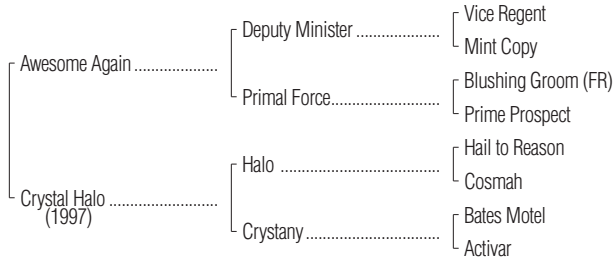 Vice Regent
Deputy Minister ..................
Mint Copy
Awesome Again ..................
Blushing Groom (FR)
Primal Force..................
Prime Prospect
Hail to Reason
Halo ..................
Cosmah
Crystal Halo ..................
(1997)
Bates Motel
Crystany ..................
Activar